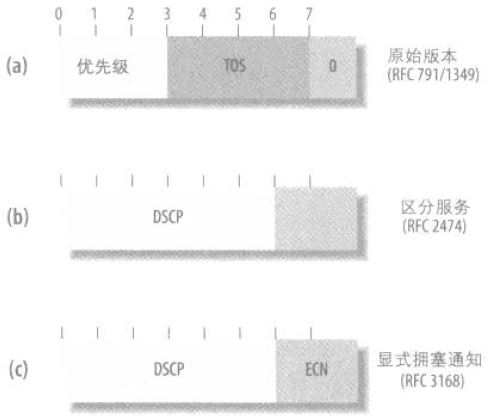 0 1 2 3 4 5 6 7
(a) 优先级 TOS 0 原始版本
(RFC 791/1349)
(b) DSCP 区分服务
(RFC 2474)
(c) DSCP ECN 显式拥塞通知
(RFC 3168)